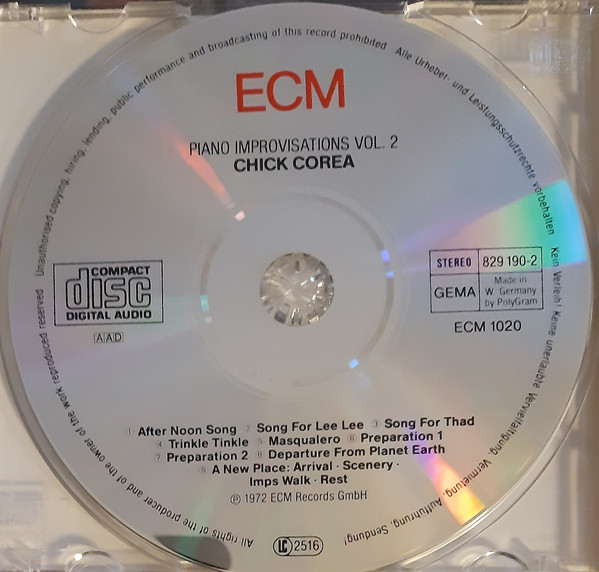 Unauthorised copying, hiring, lending, public performance and broadcasting of this record prohibited
Alle Urheber- und Leistungsschutzrechte vorbehalten
Kein Verleih! Keine unerlaubte Vervielfältigung, Vermietung, Aufführung, Sendung!
All rights of the producer and of the owner of the work reproduced reserved
ECM
PIANO IMPROVISATIONS VOL. 2
CHICK COREA
COMPACT
disc
DIGITAL AUDIO
AAD
STEREO 829 190-2
GEMA Made in
W. Germany
by PolyGram
ECM 1020
1 After Noon Song 2 Song For Lee Lee 3 Song For Thad
4 Trinkle Tinkle 5 Masqualero 6 Preparation 1
7 Preparation 2 8 Departure From Planet Earth
9 A New Place: Arrival · Scenery ·
Imps Walk · Rest
℗ 1972 ECM Records GmbH
LC 2516